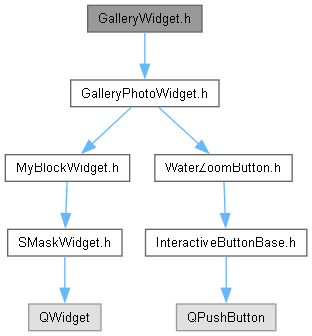 GalleryWidget.h
GalleryPhotoWidget.h
MyBlockWidget.h
WaterZoomButton.h
SMaskWidget.h
InteractiveButtonBase.h
QWidget
QPushButton